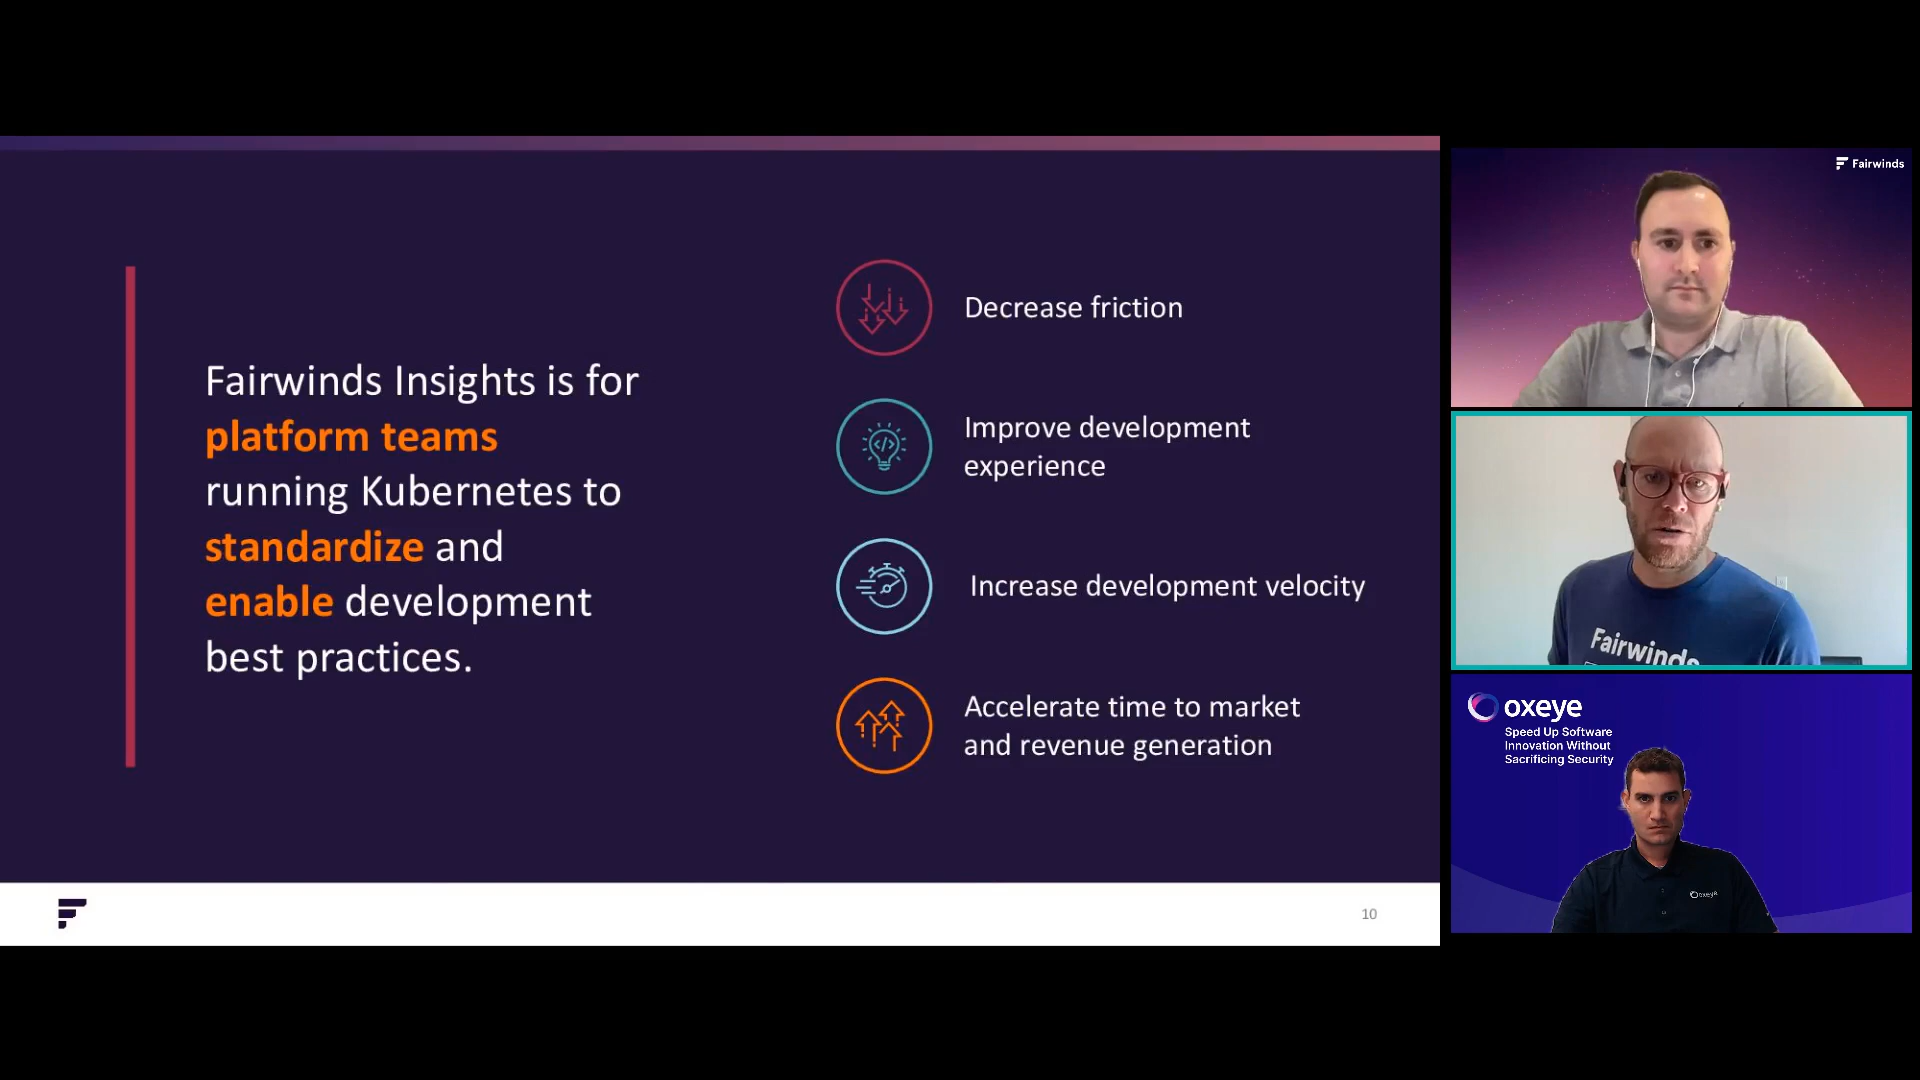 Fairwinds Insights is for
platform teams
running Kubernetes to
standardize and
enable development
best practices.
Decrease friction
Improve development
experience
Increase development velocity
Accelerate time to market
and revenue generation
10
Fairwinds
Fairwinds
oxeye
Speed Up Software
Innovation Without
Sacrificing Security
oxeye